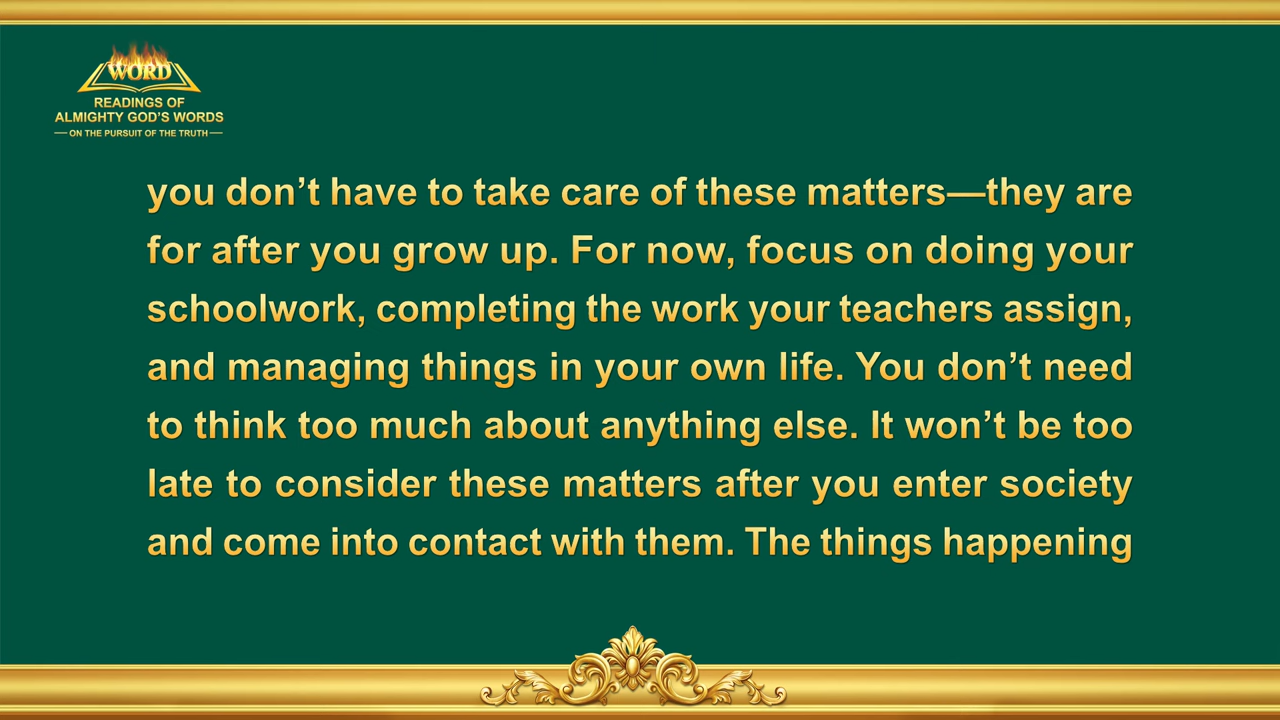 WORD
READINGS OF
ALMIGHTY GOD'S WORDS
— ON THE PURSUIT OF THE TRUTH —
you don’t have to take care of these matters—they are
for after you grow up. For now, focus on doing your
schoolwork, completing the work your teachers assign,
and managing things in your own life. You don’t need
to think too much about anything else. It won’t be too
late to consider these matters after you enter society
and come into contact with them. The things happening